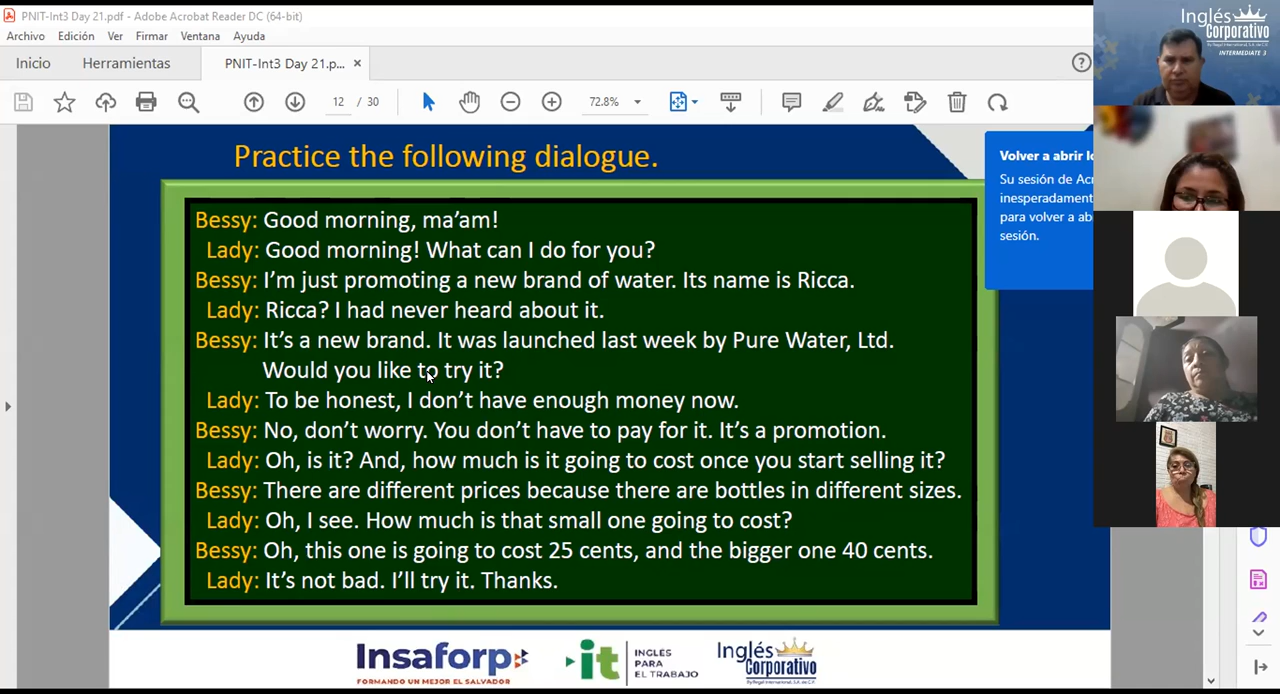 PNIT-Int3 Day 21.pdf - Adobe Acrobat Reader DC (64-bit)
Archivo Edición Ver Firmar Ventana Ayuda
Inicio Herramientas PNIT-Int3 Day 21.p... ×
12 / 30 72.8%
Practice the following dialogue.
Bessy: Good morning, ma’am!
Lady: Good morning! What can I do for you?
Bessy: I’m just promoting a new brand of water. Its name is Ricca.
Lady: Ricca? I had never heard about it.
Bessy: It’s a new brand. It was launched last week by Pure Water, Ltd.
Would you like to try it?
Lady: To be honest, I don’t have enough money now.
Bessy: No, don’t worry. You don’t have to pay for it. It’s a promotion.
Lady: Oh, is it? And, how much is it going to cost once you start selling it?
Bessy: There are different prices because there are bottles in different sizes.
Lady: Oh, I see. How much is that small one going to cost?
Bessy: Oh, this one is going to cost 25 cents, and the bigger one 40 cents.
Lady: It’s not bad. I’ll try it. Thanks.
Insaforp
FORMANDO UN MEJOR EL SALVADOR
it
INGLES
PARA
EL TRABAJO
Inglés
Corporativo
By Regal International, S.A. de C.V.
Volver a abrir
Su sesión de
inesperadamen
para volver a
sesión.
Inglés
Corporativo
By Regal International, S.A. de C.V.
INTERMEDIATE 3